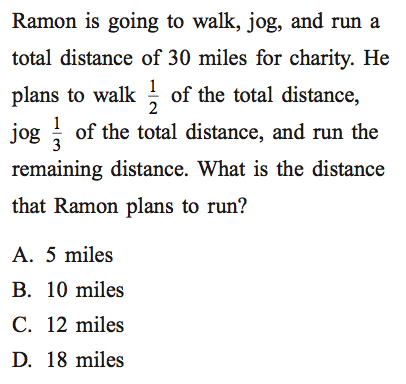 Ramon is going to walk, jog, and run a
total distance of 30 miles for charity. He
plans to walk 1/2 of the total distance,
jog 1/3 of the total distance, and run the
remaining distance. What is the distance
that Ramon plans to run?
A. 5 miles
B. 10 miles
C. 12 miles
D. 18 miles